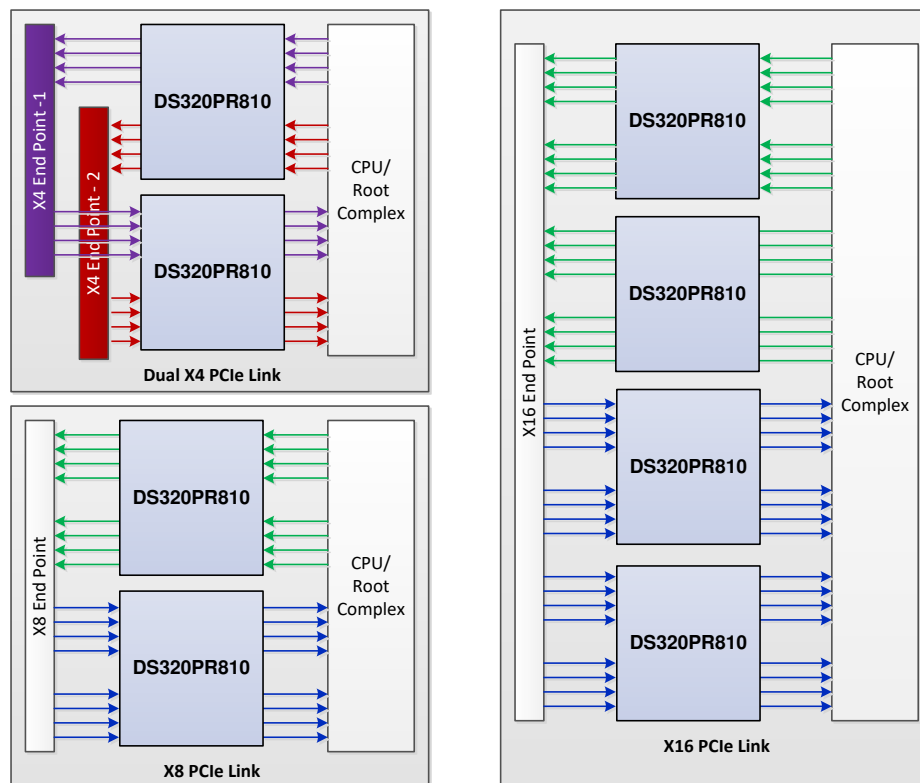 X4 End Point -1
X4 End Point - 2
DS320PR810
DS320PR810
CPU/
Root
Complex
Dual X4 PCIe Link
X8 End Point
DS320PR810
DS320PR810
CPU/
Root
Complex
X8 PCIe Link
X16 End Point
DS320PR810
DS320PR810
DS320PR810
DS320PR810
CPU/
Root
Complex
X16 PCIe Link